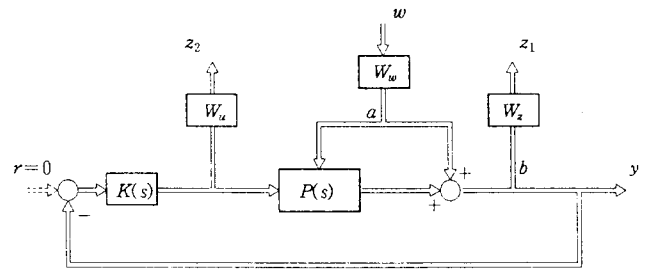 w
z₂
W_w
z₁
W_u
a
W_z
r=0
K(s)
P(s)
+
b
y
−
+